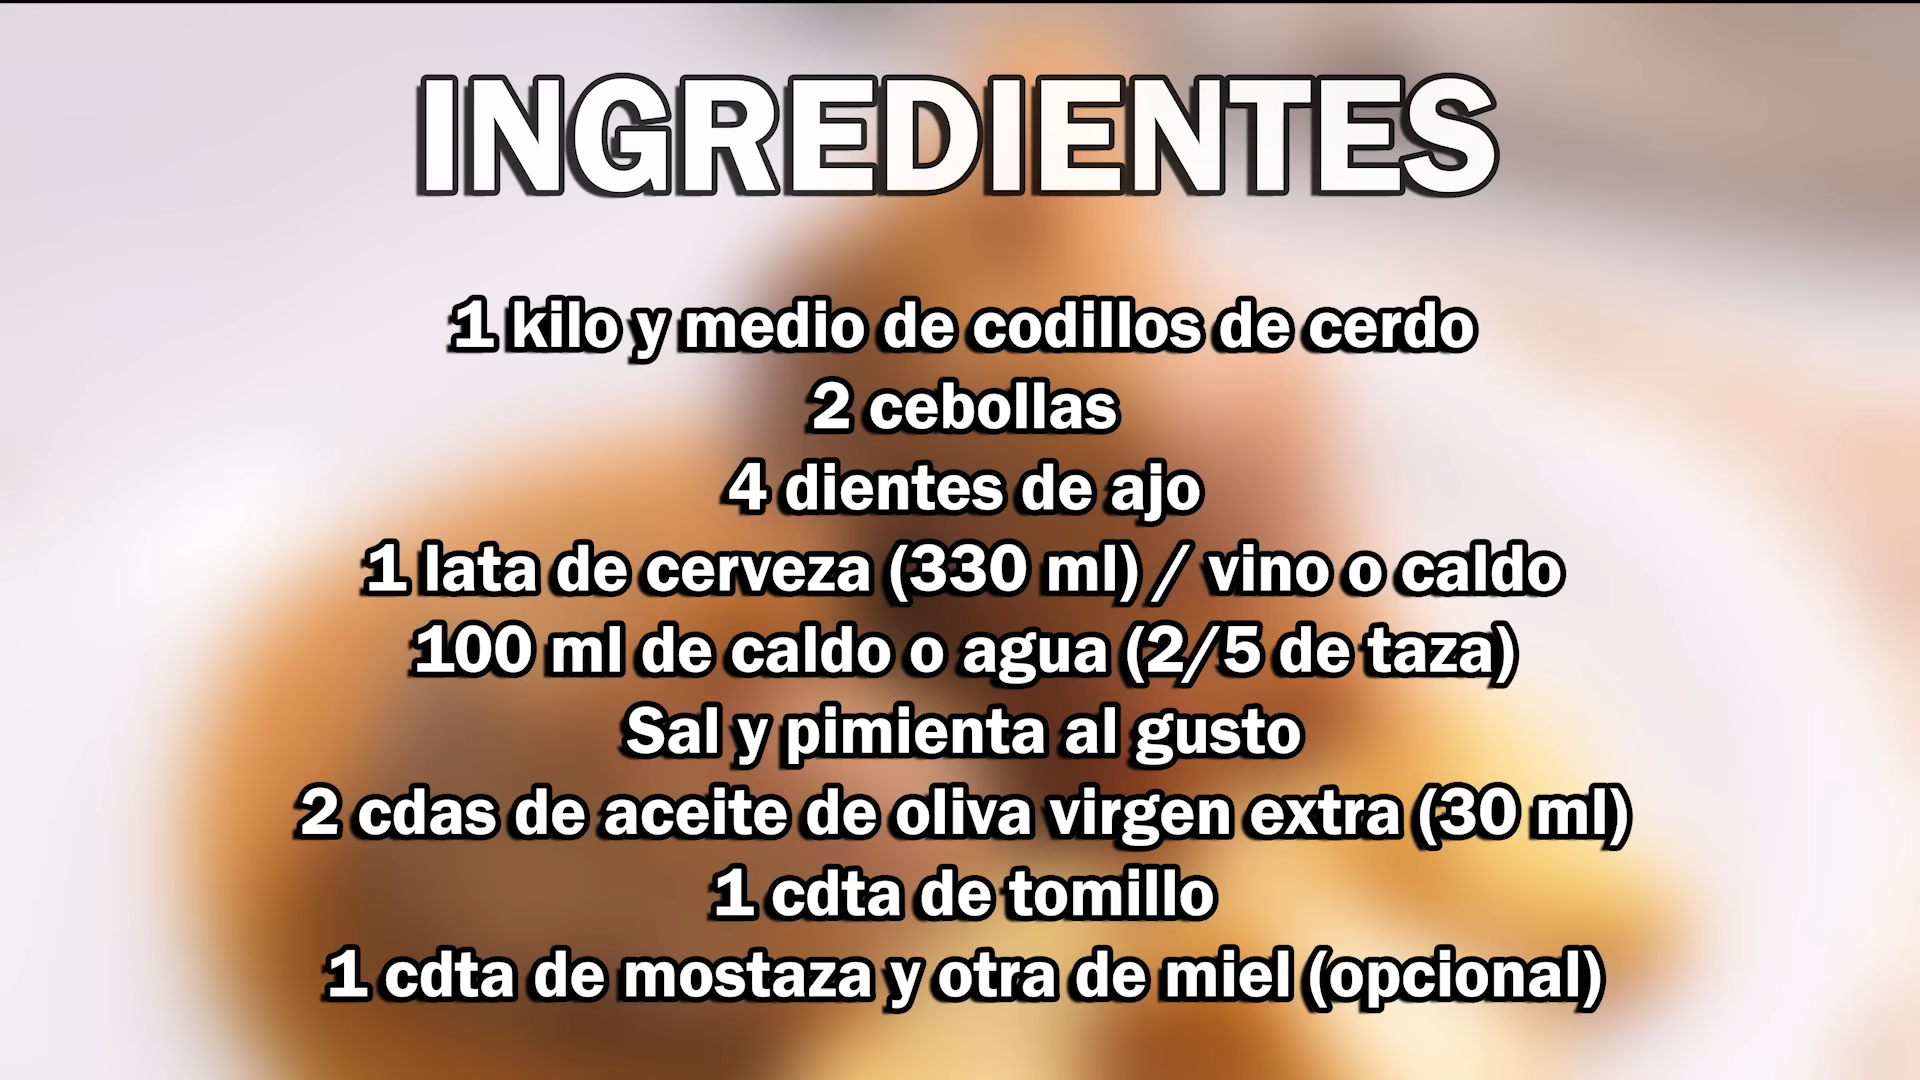 INGREDIENTES
1 kilo y medio de codillos de cerdo
2 cebollas
4 dientes de ajo
1 lata de cerveza (330 ml) / vino o caldo
100 ml de caldo o agua (2/5 de taza)
Sal y pimienta al gusto
2 cdas de aceite de oliva virgen extra (30 ml)
1 cdta de tomillo
1 cdta de mostaza y otra de miel (opcional)